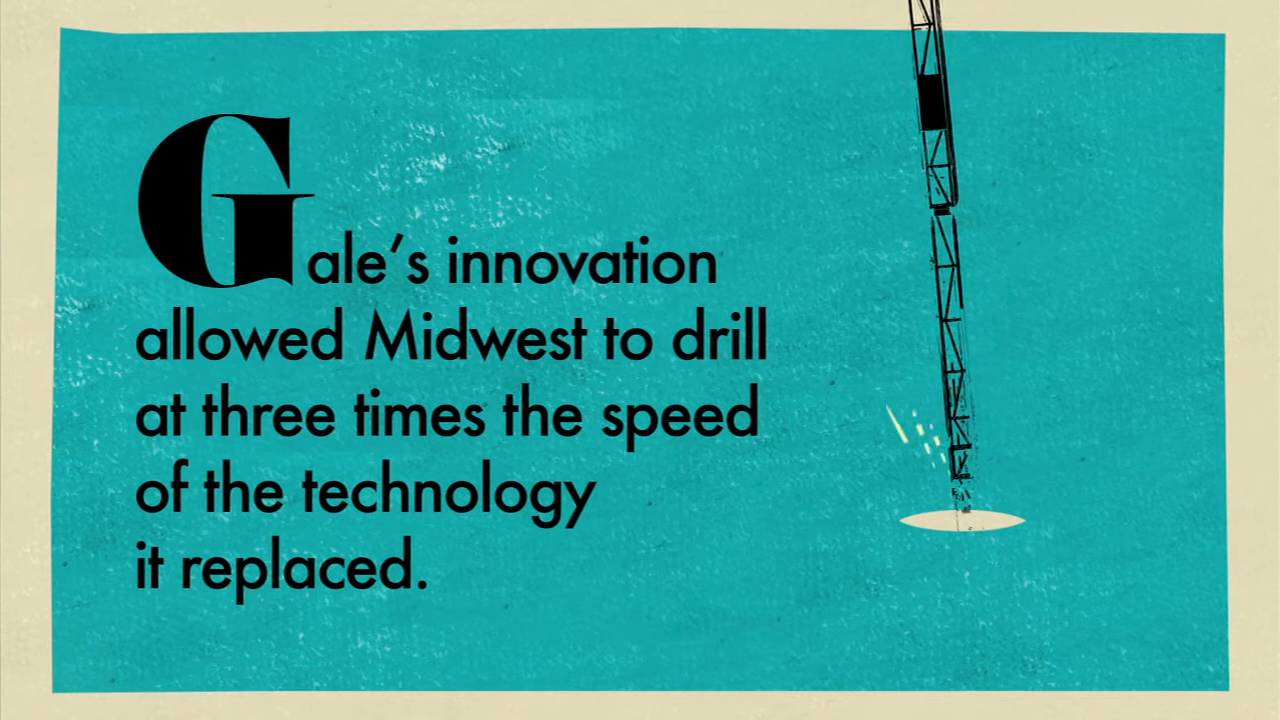 Gale’s innovation
allowed Midwest to drill
at three times the speed
of the technology
it replaced.